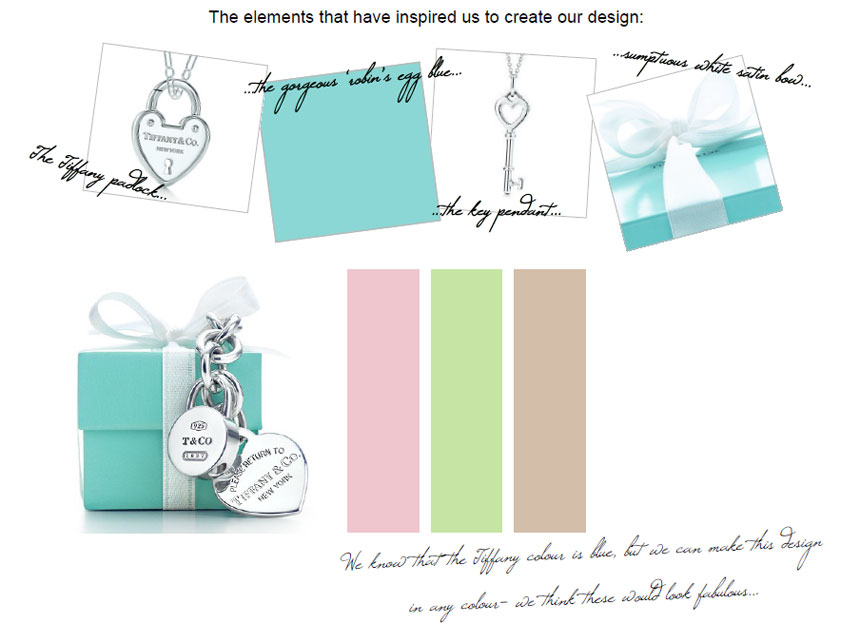 The elements that have inspired us to create our design:
...the gorgeous 'robin's egg blue...
...sumptuous white satin bow...
TIFFANY & CO.
NEW YORK
The Tiffany padlock...
...the key pendant...
925
T&CO
PLEASE RETURN TO
TIFFANY & CO.
NEW YORK
We know that the Tiffany colour is blue, but we can make this design
in any colour- we think these would look fabulous...